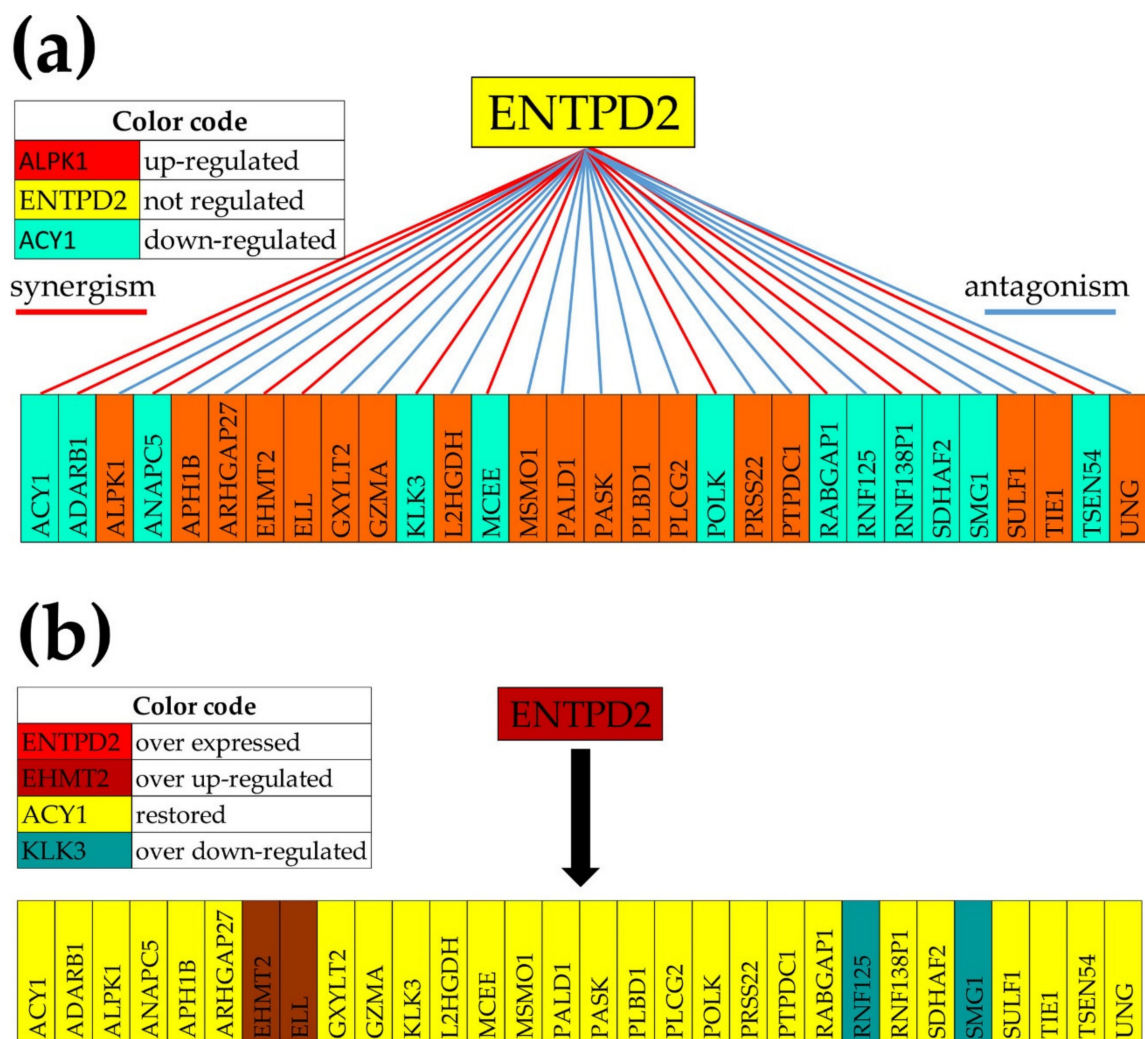 (a)
ENTPD2
Color code
ALPK1 up-regulated
ENTPD2 not regulated
ACY1 down-regulated
synergism
antagonism
ACY1
ADARB1
ALPK1
ANAPC5
APH1B
ARHGAP27
EHMT2
ELL
GXYLT2
GZMA
KLK3
L2HGDH
MCEE
MSMO1
PALD1
PASK
PLBD1
PLCG2
POLK
PRSS22
PTPDC1
RABGAP1
RNF125
RNF138P1
SDHAF2
SMG1
SULF1
TIE1
TSEN54
UNG
(b)
Color code
ENTPD2 over expressed
EHMT2 over up-regulated
ACY1 restored
KLK3 over down-regulated
ENTPD2
ACY1
ADARB1
ALPK1
ANAPC5
APH1B
ARHGAP27
EHMT2
ELL
GXYLT2
GZMA
KLK3
L2HGDH
MCEE
MSMO1
PALD1
PASK
PLBD1
PLCG2
POLK
PRSS22
PTPDC1
RABGAP1
RNF125
RNF138P1
SDHAF2
SMG1
SULF1
TIE1
TSEN54
UNG